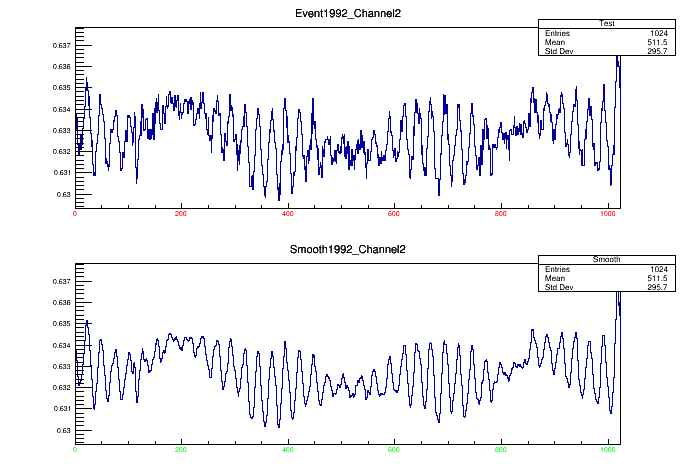 Event1992_Channel2
Test
Entries 1024
Mean 511.5
Std Dev 295.7
0.637
0.636
0.635
0.634
0.633
0.632
0.631
0.63
0 200 400 600 800 1000
Smooth1992_Channel2
Smooth
Entries 1024
Mean 511.5
Std Dev 295.7
0.637
0.636
0.635
0.634
0.633
0.632
0.631
0.63
0 200 400 600 800 1000